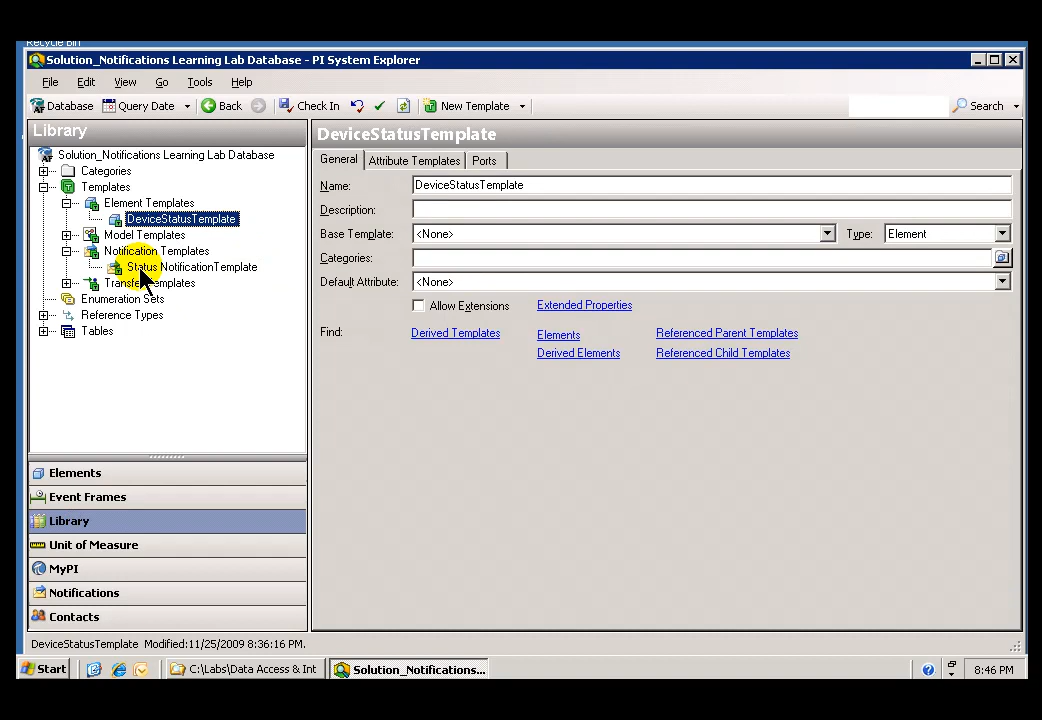 Recycle Bin
Solution_Notifications Learning Lab Database - PI System Explorer
File Edit View Go Tools Help
Database Query Date Back Check In New Template Search
Library
Solution_Notifications Learning Lab Database
Categories
Templates
Element Templates
DeviceStatusTemplate
Model Templates
Notification Templates
Status NotificationTemplate
Transfer Templates
Enumeration Sets
Reference Types
Tables
Elements
Event Frames
Library
Unit of Measure
MyPI
Notifications
Contacts
DeviceStatusTemplate
General Attribute Templates Ports
Name: DeviceStatusTemplate
Description:
Base Template: <None> Type: Element
Categories:
Default Attribute: <None>
Allow Extensions Extended Properties
Find: Derived Templates Elements Referenced Parent Templates
Derived Elements Referenced Child Templates
DeviceStatusTemplate Modified:11/25/2009 8:36:16 PM.
Start C:\Labs\Data Access & Int Solution_Notifications... 8:46 PM